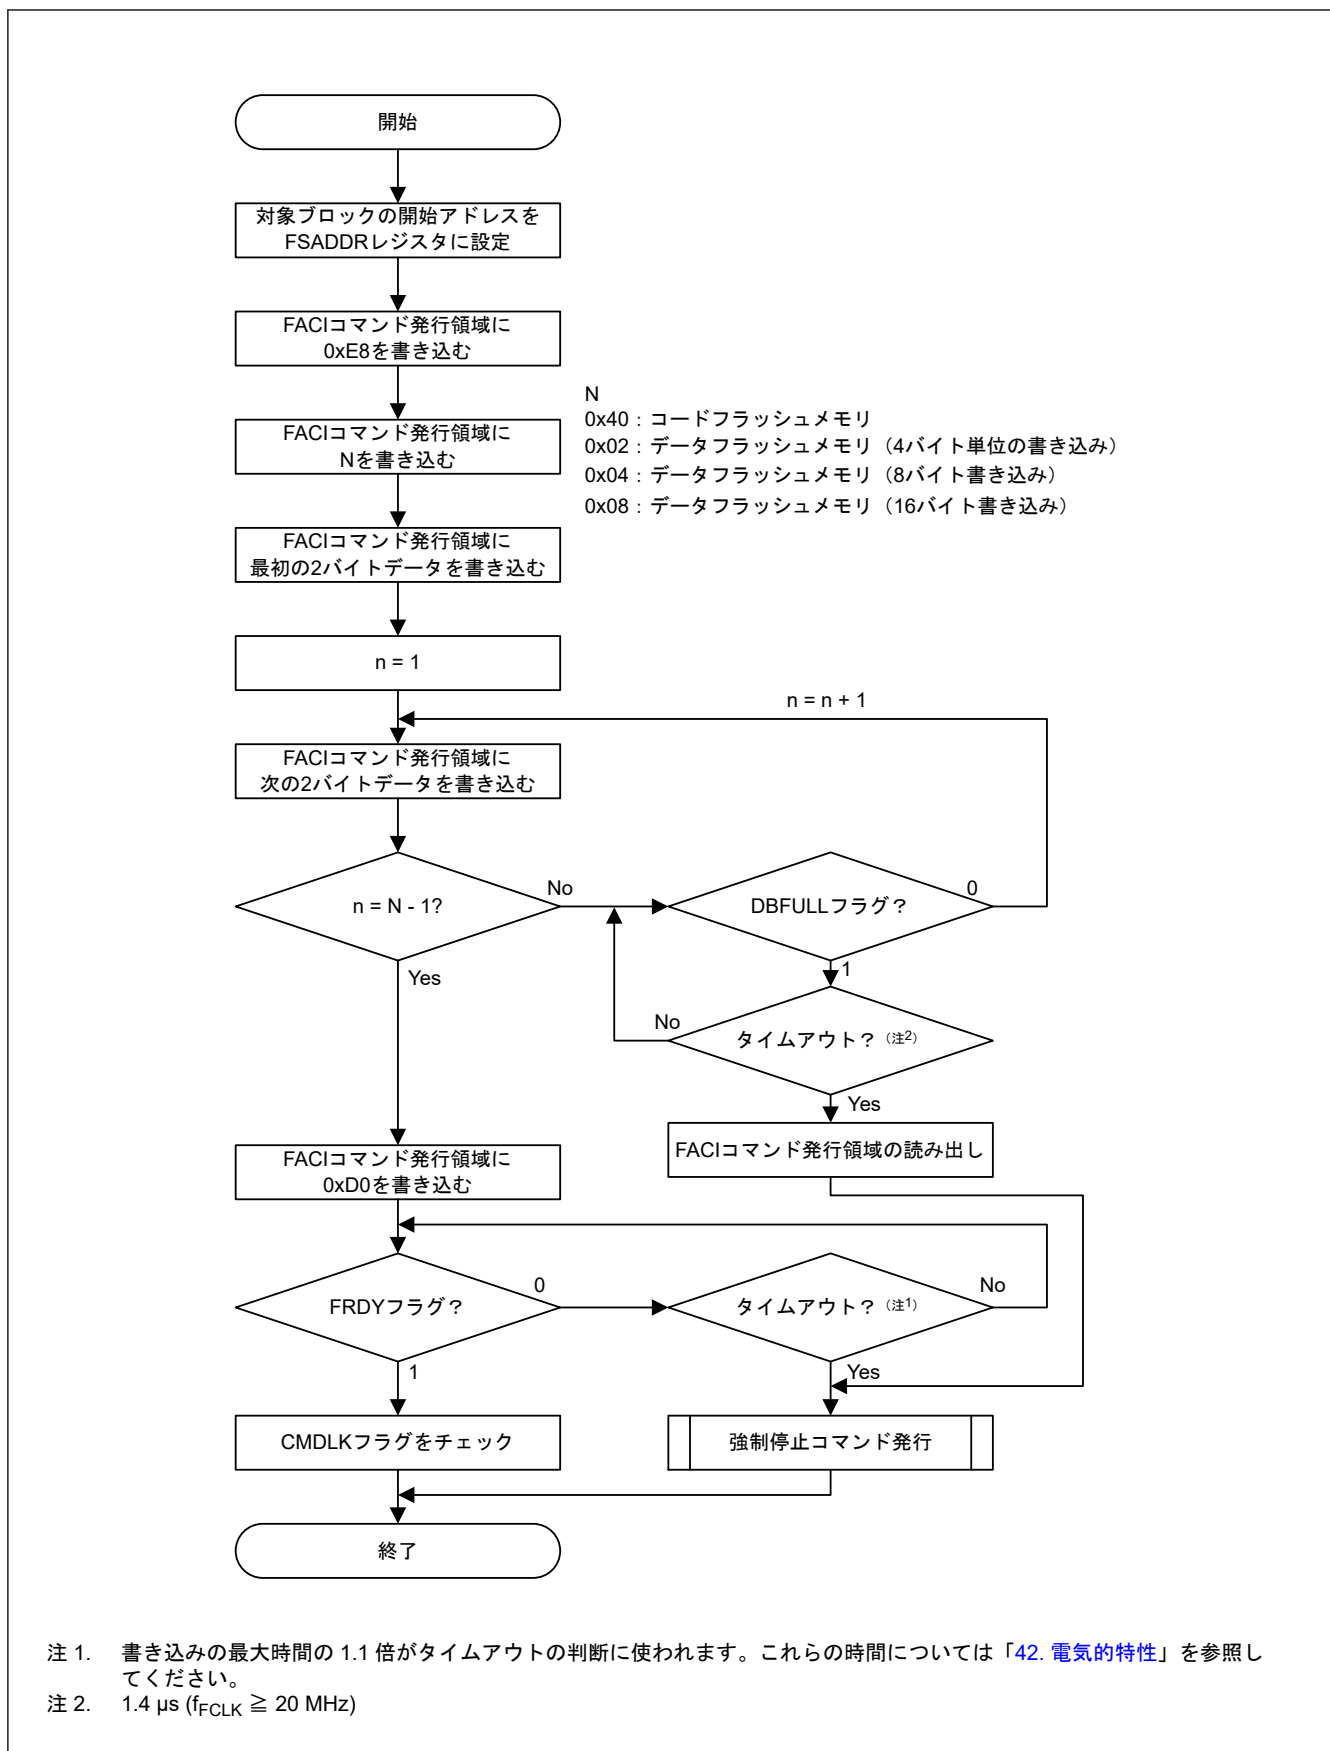 開始
対象ブロックの開始アドレスを
FSADDRレジスタに設定
FACIコマンド発行領域に
0xE8を書き込む
FACIコマンド発行領域に
Nを書き込む
N
0x40：コードフラッシュメモリ
0x02：データフラッシュメモリ（4バイト単位の書き込み）
0x04：データフラッシュメモリ（8バイト書き込み）
0x08：データフラッシュメモリ（16バイト書き込み）
FACIコマンド発行領域に
最初の2バイトデータを書き込む
n = 1
n = n + 1
FACIコマンド発行領域に
次の2バイトデータを書き込む
n = N - 1?
No
Yes
DBFULLフラグ？
0
1
タイムアウト？（注2）
No
Yes
FACIコマンド発行領域の読み出し
FACIコマンド発行領域に
0xD0を書き込む
FRDYフラグ？
0
1
タイムアウト？（注1）
No
Yes
CMDLKフラグをチェック
強制停止コマンド発行
終了
注 1. 書き込みの最大時間の 1.1 倍がタイムアウトの判断に使われます。これらの時間については「42. 電気的特性」を参照し
てください。
注 2. 1.4 µs (fFCLK ≧ 20 MHz)